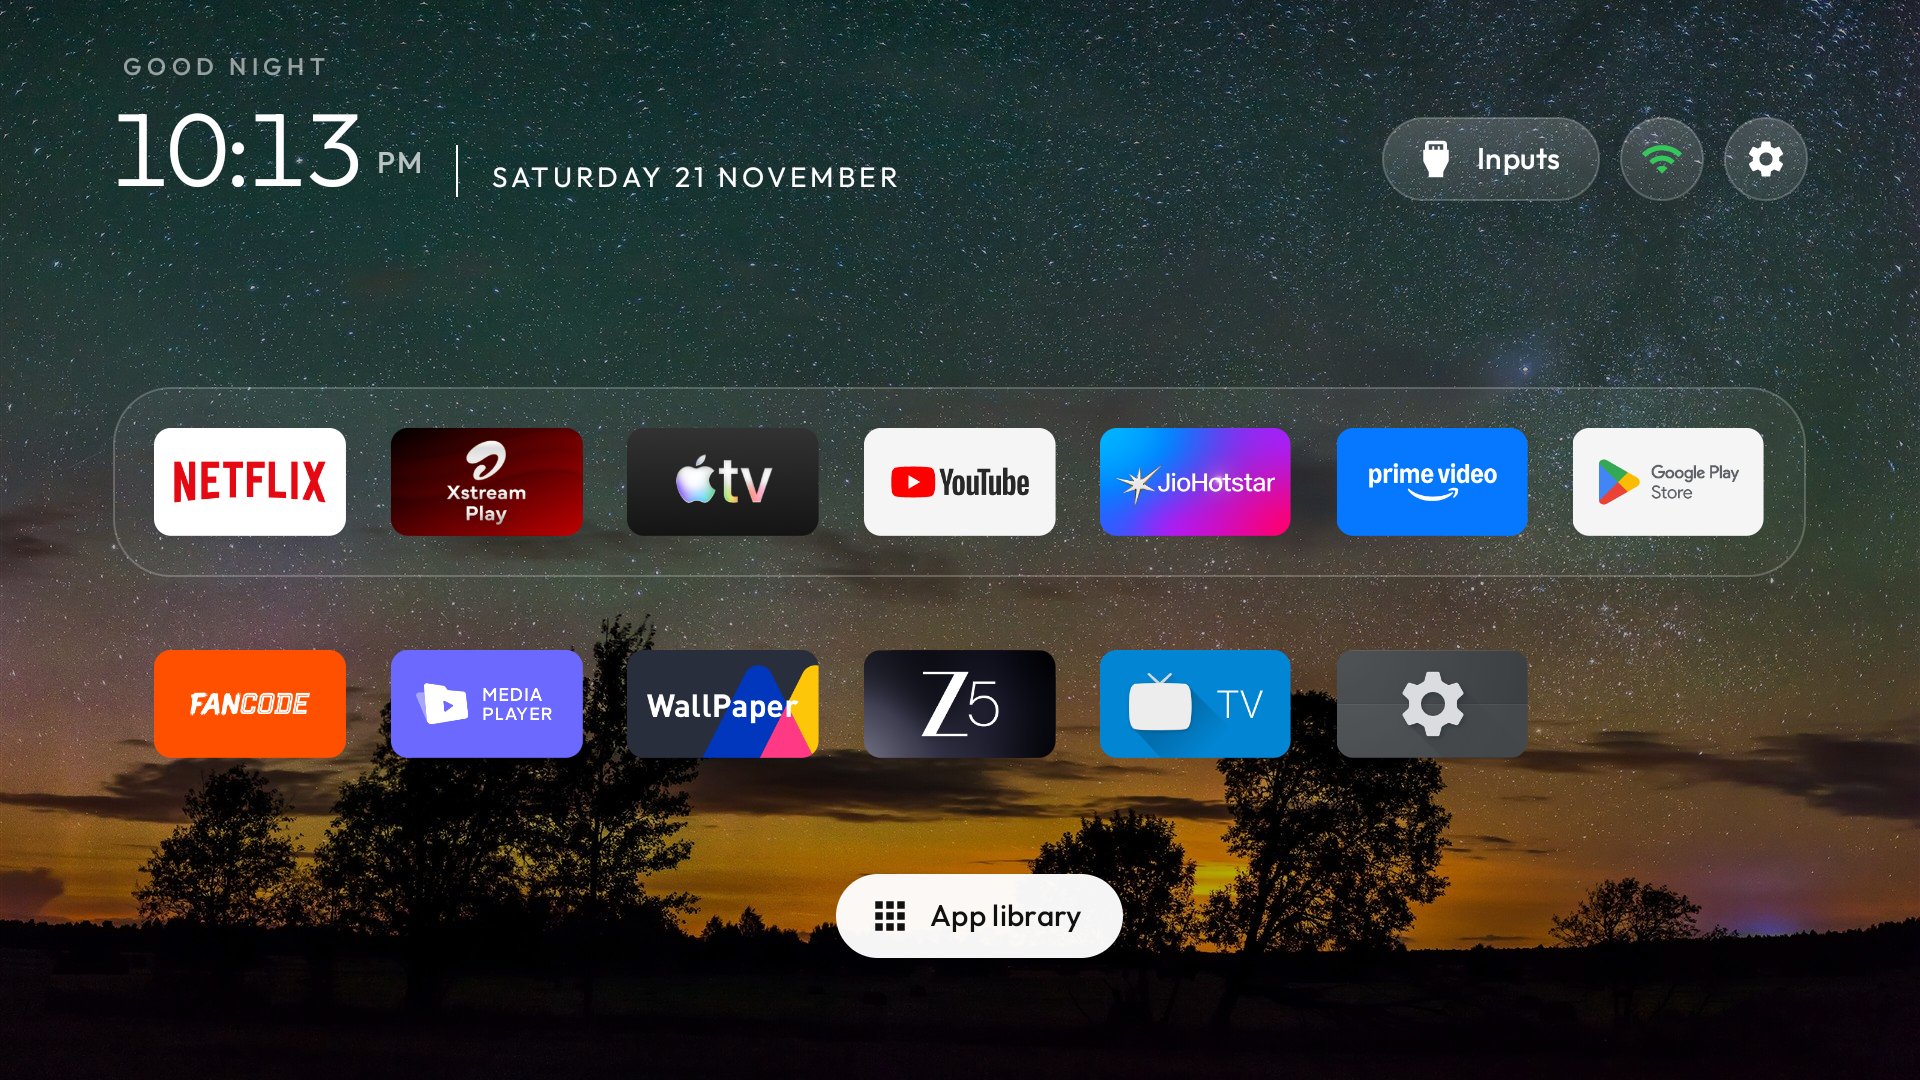 GOOD NIGHT
10:13 PM
SATURDAY 21 NOVEMBER
Inputs
NETFLIX
Xstream
Play
tv
YouTube
JioHotstar
prime video
Google Play
Store
FANCODE
MEDIA
PLAYER
WallPaper
Z5
TV
App library